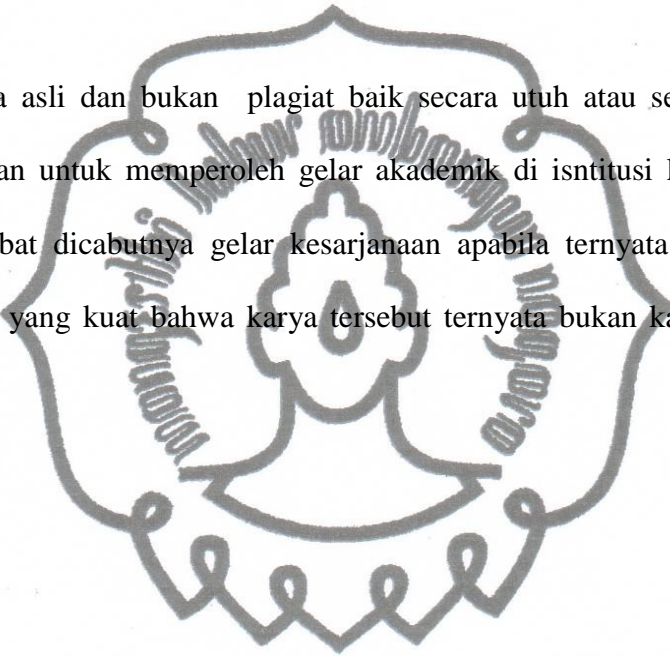 a asli dan bukan plagiat baik secara utuh atau se
an untuk memperoleh gelar akademik di isntitusi
bat dicabutnya gelar kesarjanaan apabila ternyata
yang kuat bahwa karya tersebut ternyata bukan ka